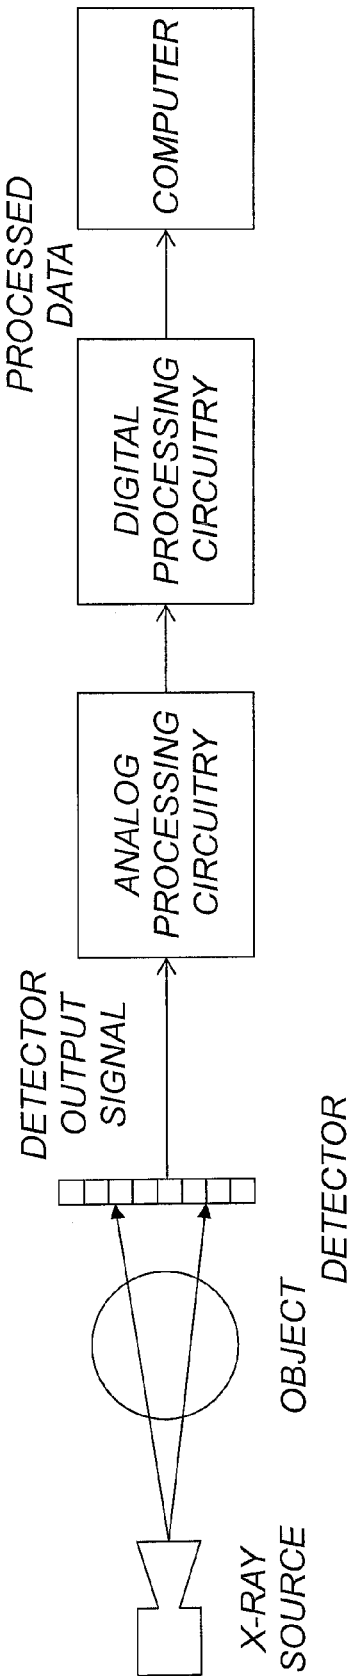 X-RAY
SOURCE
OBJECT
DETECTOR
DETECTOR
OUTPUT
SIGNAL
ANALOG
PROCESSING
CIRCUITRY
DIGITAL
PROCESSING
CIRCUITRY
PROCESSED
DATA
COMPUTER